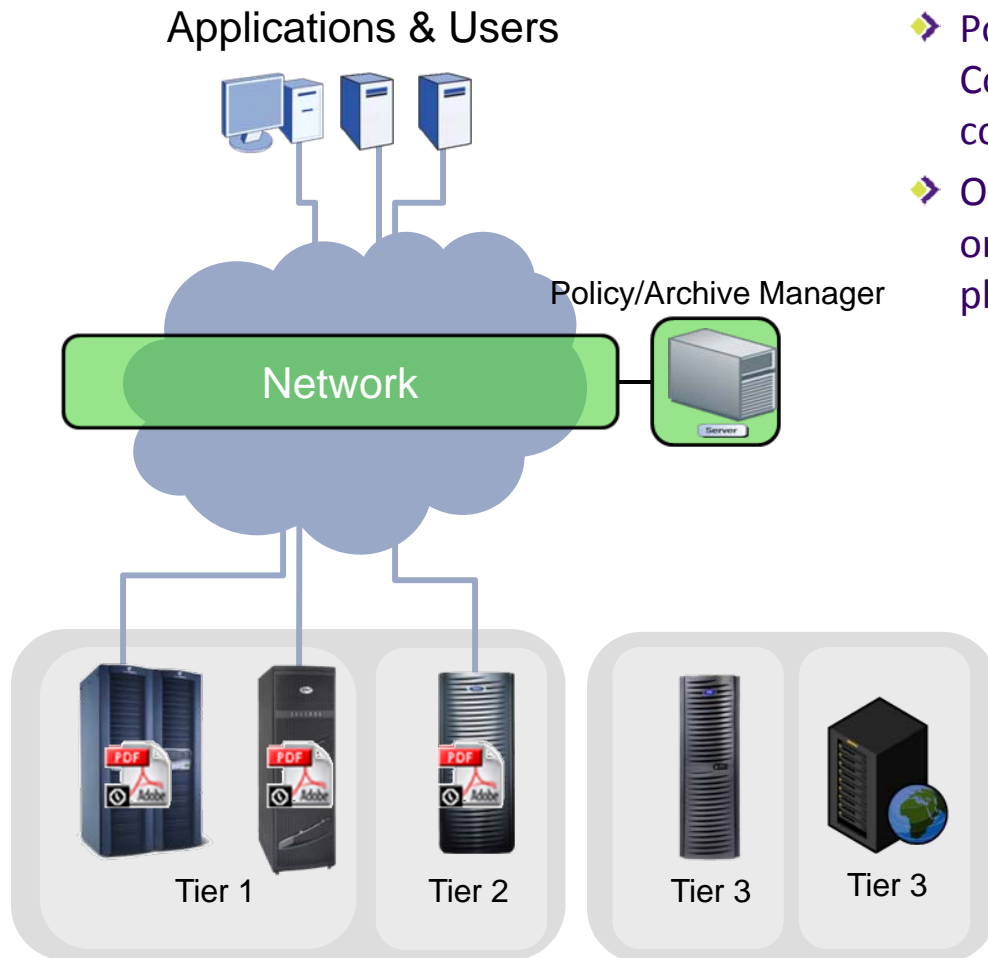 Applications & Users
Policy/Archive Manager
Network
Server
PDF
Adobe
PDF
Adobe
PDF
Adobe
Tier 1
Tier 2
Tier 3
Tier 3